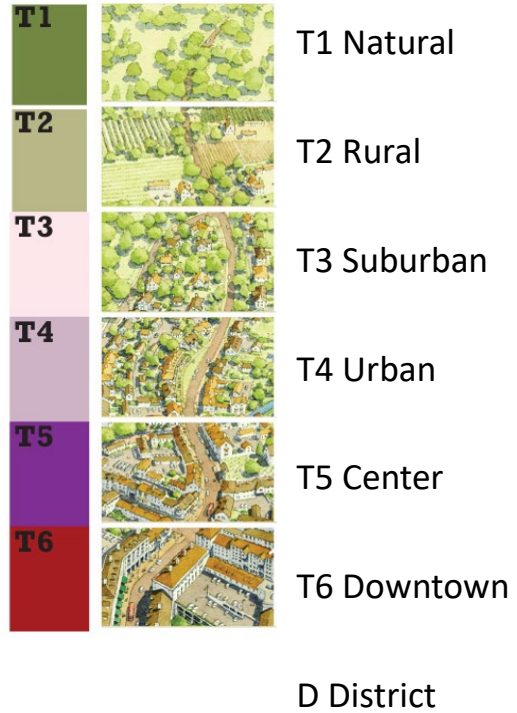 T1
T1 Natural
T2
T2 Rural
T3
T3 Suburban
T4
T4 Urban
T5
T5 Center
T6
T6 Downtown
D District